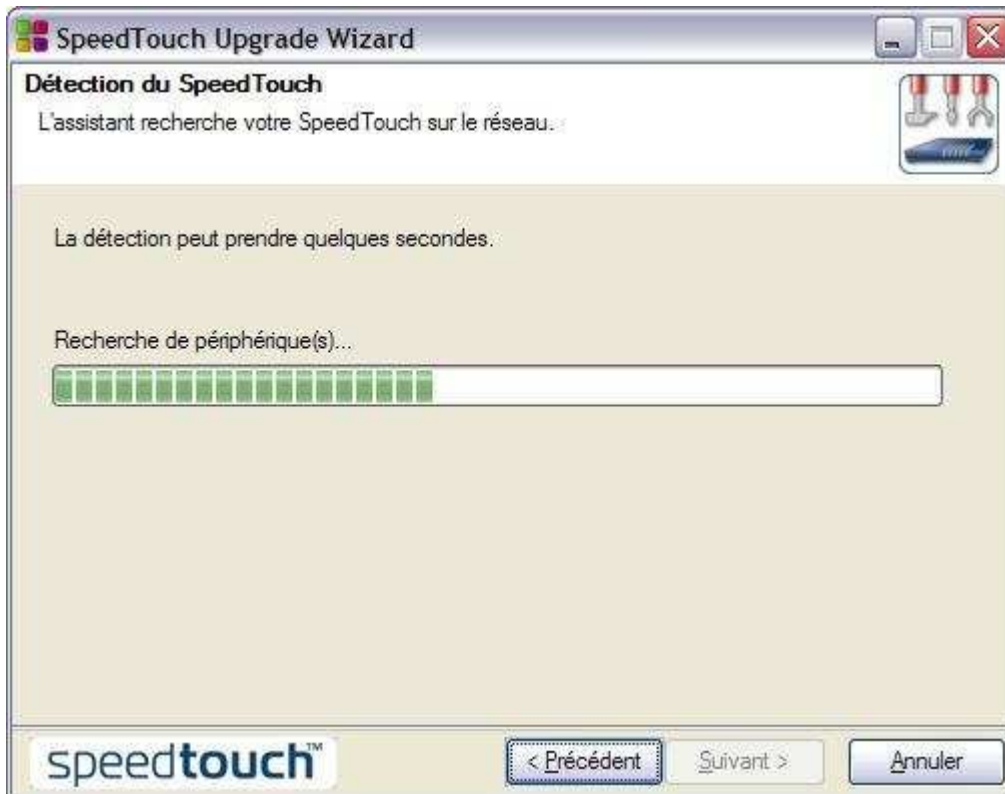 SpeedTouch Upgrade Wizard
Détection du SpeedTouch
L'assistant recherche votre SpeedTouch sur le réseau.
La détection peut prendre quelques secondes.
Recherche de périphérique(s)...
speedtouch™
< Précédent
Suivant >
Annuler